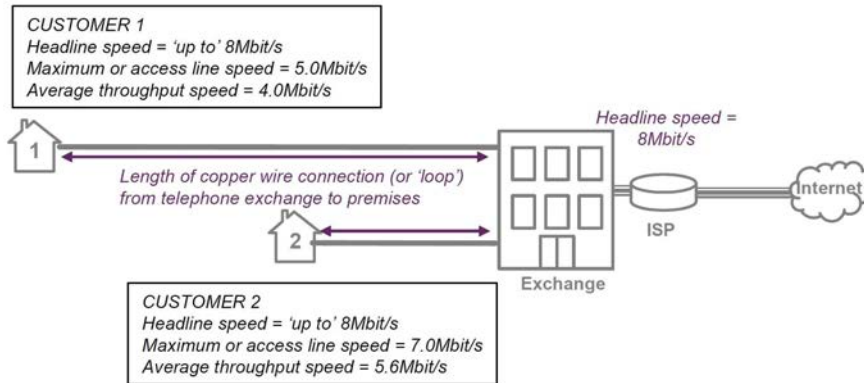 CUSTOMER 1
Headline speed = ‘up to’ 8Mbit/s
Maximum or access line speed = 5.0Mbit/s
Average throughput speed = 4.0Mbit/s
Headline speed =
8Mbit/s
1
Length of copper wire connection (or ‘loop’)
from telephone exchange to premises
Internet
2
ISP
Exchange
CUSTOMER 2
Headline speed = ‘up to’ 8Mbit/s
Maximum or access line speed = 7.0Mbit/s
Average throughput speed = 5.6Mbit/s